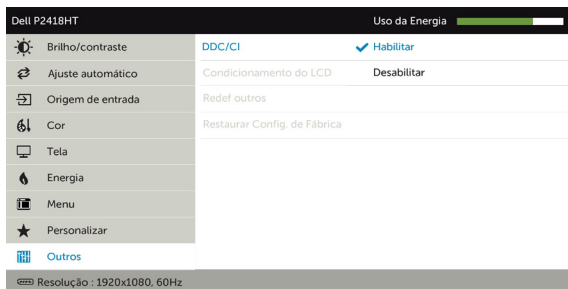 Dell P2418HT Uso da Energia
Brilho/contraste DDC/CI Habilitar
Ajuste automático Condicionamento do LCD Desabilitar
Origem de entrada Redef outros
Cor Restaurar Config. de Fábrica
Tela
Energia
Menu
Personalizar
Outros
Resolução : 1920x1080, 60Hz